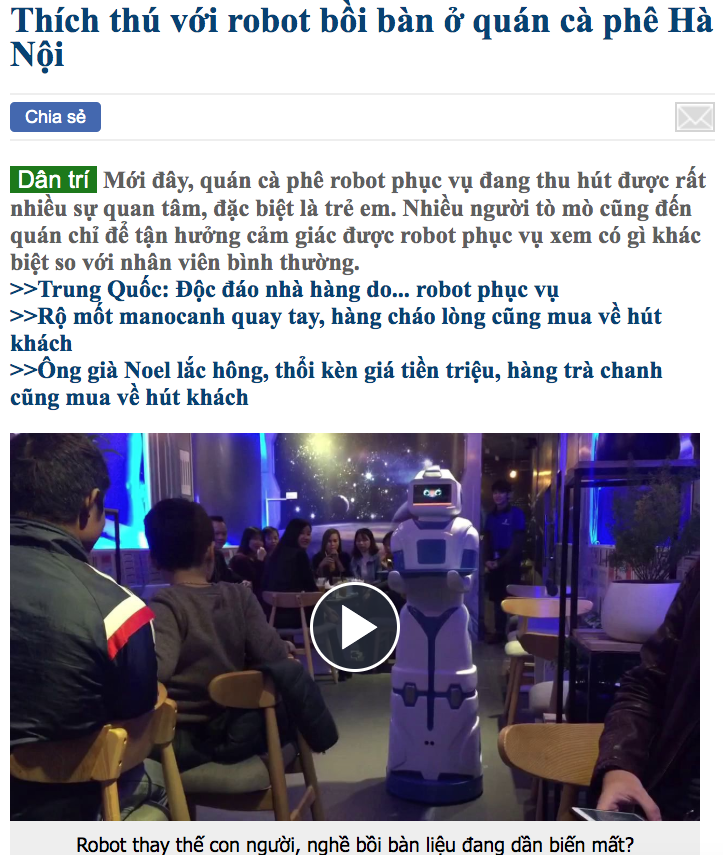 Thích thú với robot bồi bàn ở quán cà phê Hà
Nội
Chia sẻ
Dân trí Mới đây, quán cà phê robot phục vụ đang thu hút được rất
nhiều sự quan tâm, đặc biệt là trẻ em. Nhiều người tò mò cũng đến
quán chỉ để tận hưởng cảm giác được robot phục vụ xem có gì khác
biệt so với nhân viên bình thường.
>>Trung Quốc: Độc đáo nhà hàng do... robot phục vụ
>>Rộ mốt manocanh quay tay, hàng cháo lòng cũng mua về hút
khách
>>Ông già Noel lắc hông, thổi kèn giá tiền triệu, hàng trà chanh
cũng mua về hút khách
Robot thay thế con người, nghề bồi bàn liệu đang dần biến mất?